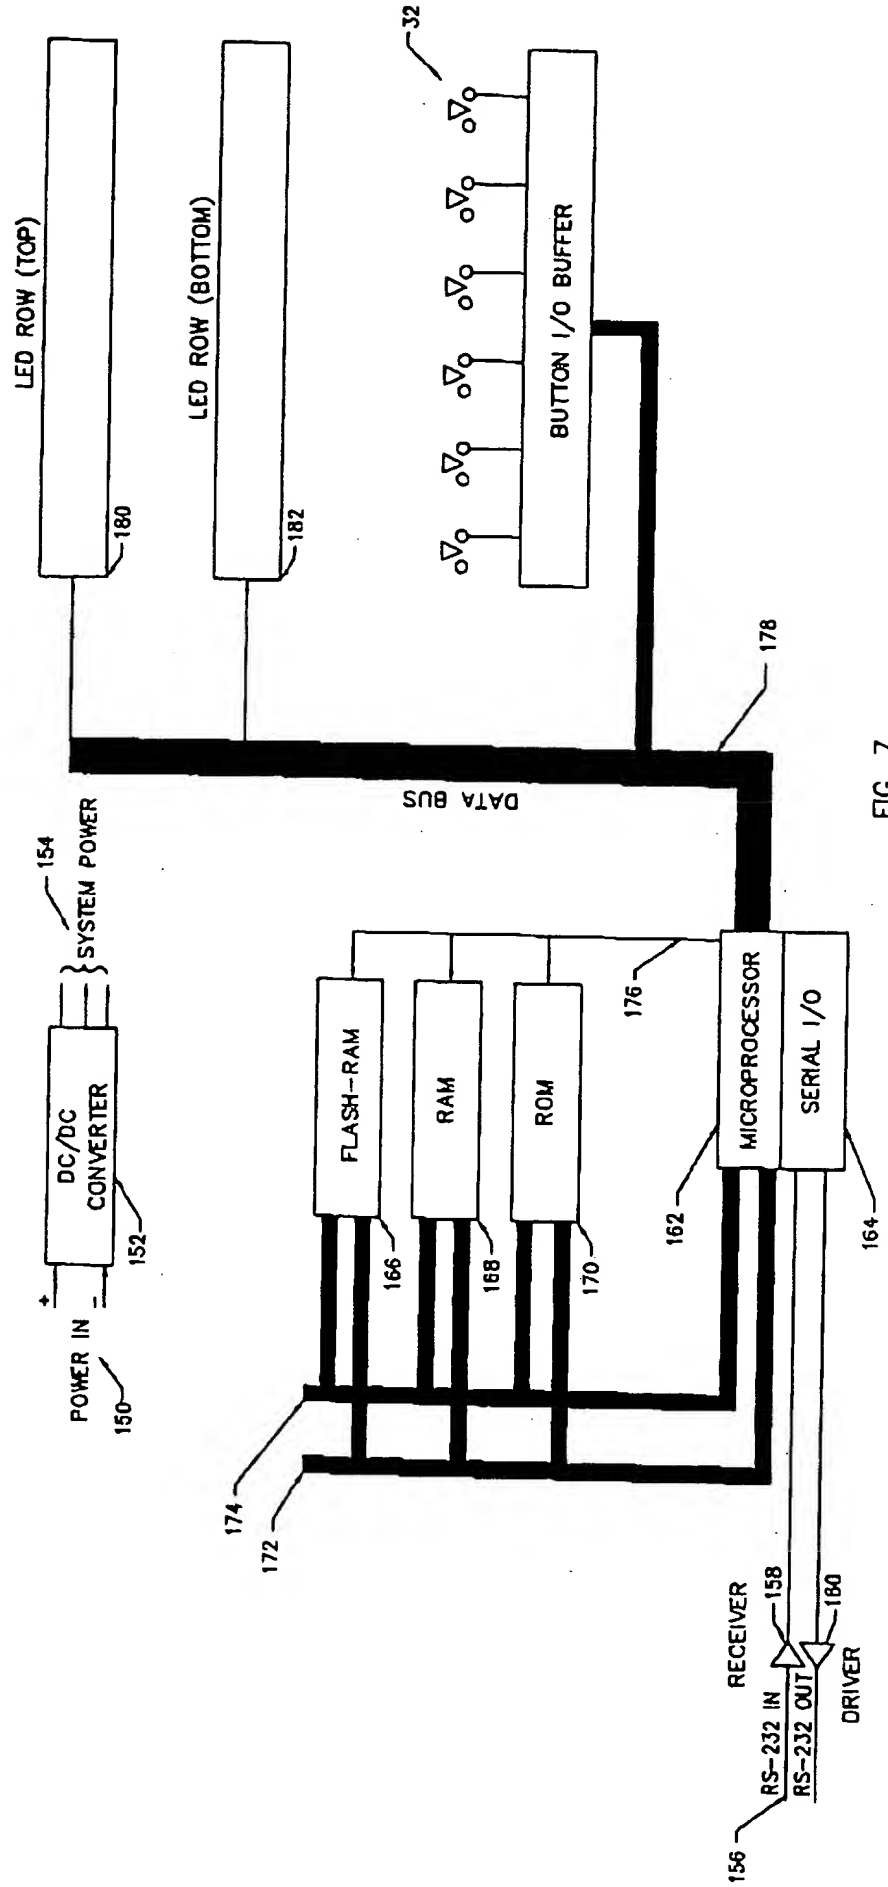 LED ROW (TOP)
180
LED ROW (BOTTOM)
182
32
BUTTON I/O BUFFER
178
DATA BUS
154
SYSTEM POWER
DC/DC
CONVERTER
152
+
-
POWER IN
150
FLASH-RAM
166
RAM
168
ROM
170
176
MICROPROCESSOR
162
SERIAL I/O
164
174
172
RECEIVER
158
RS-232 IN
RS-232 OUT
160
DRIVER
156
FIG. 7